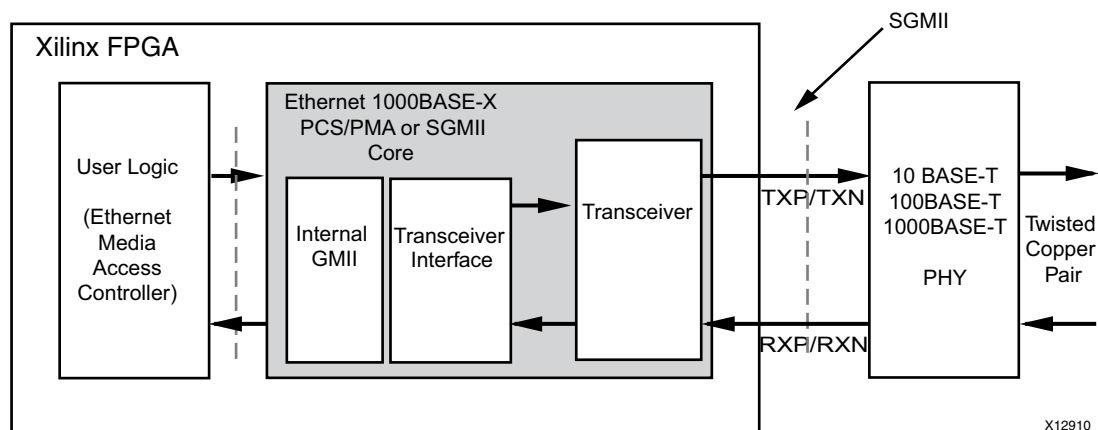 SGMII
Xilinx FPGA
Ethernet 1000BASE-X
PCS/PMA or SGMII
Core
User Logic
(Ethernet
Media
Access
Controller)
Internal
GMII
Transceiver
Interface
Transceiver
TXP/TXN
RXP/RXN
10 BASE-T
100BASE-T
1000BASE-T
PHY
Twisted
Copper
Pair
X12910